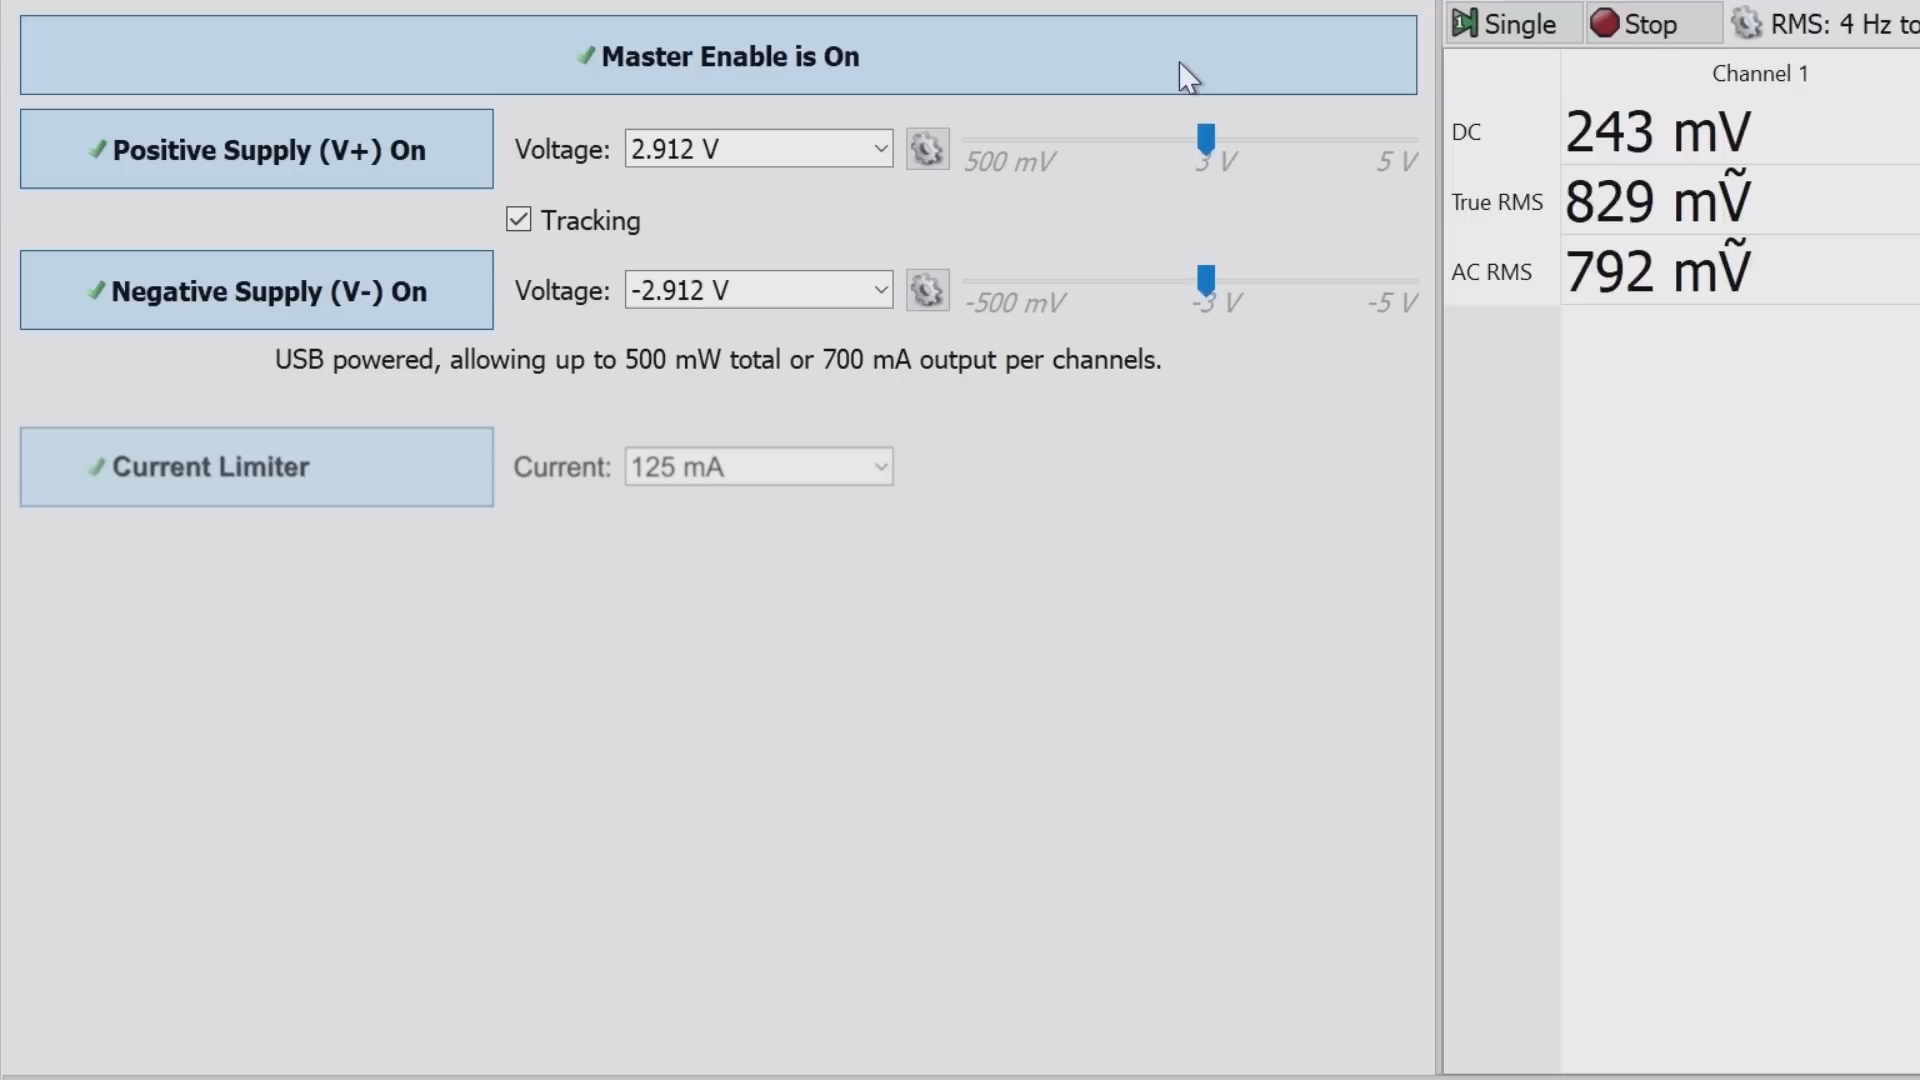 Master Enable is On
Positive Supply (V+) On
Voltage: 2.912 V
500 mV 3 V 5 V
Tracking
Negative Supply (V-) On
Voltage: -2.912 V
-500 mV -3 V -5 V
USB powered, allowing up to 500 mW total or 700 mA output per channels.
Current Limiter
Current: 125 mA
Single Stop RMS: 4 Hz to
Channel 1
DC 243 mV
True RMS 829 mṼ
AC RMS 792 mṼ